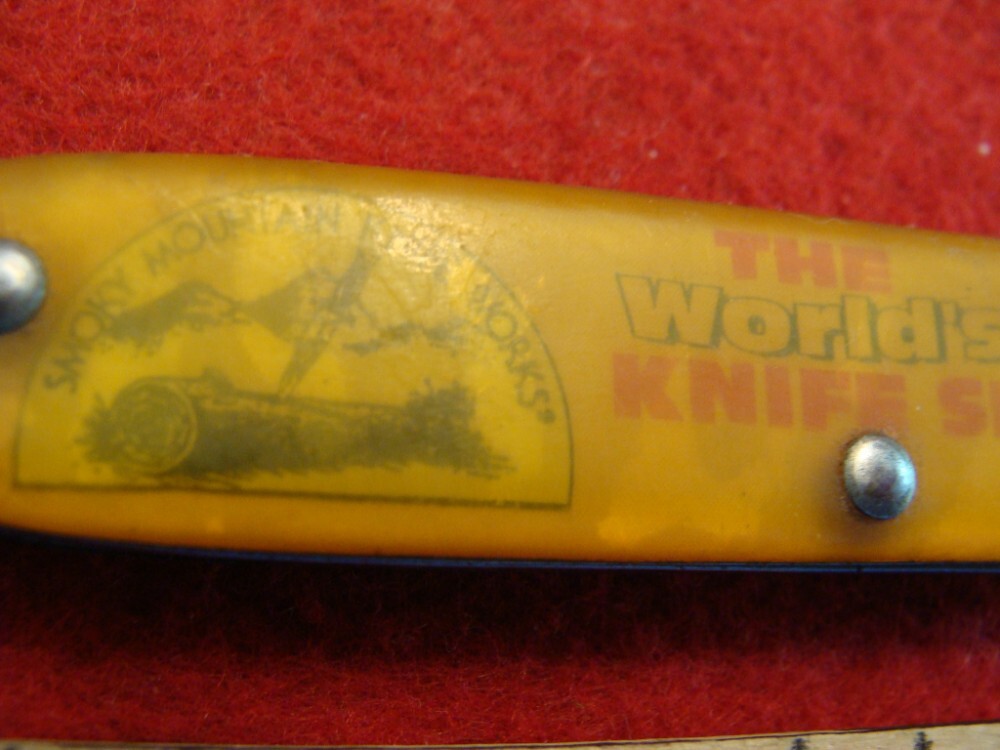 SMOKY MOUNTAIN WORKS®
THE
World's
KNIFE